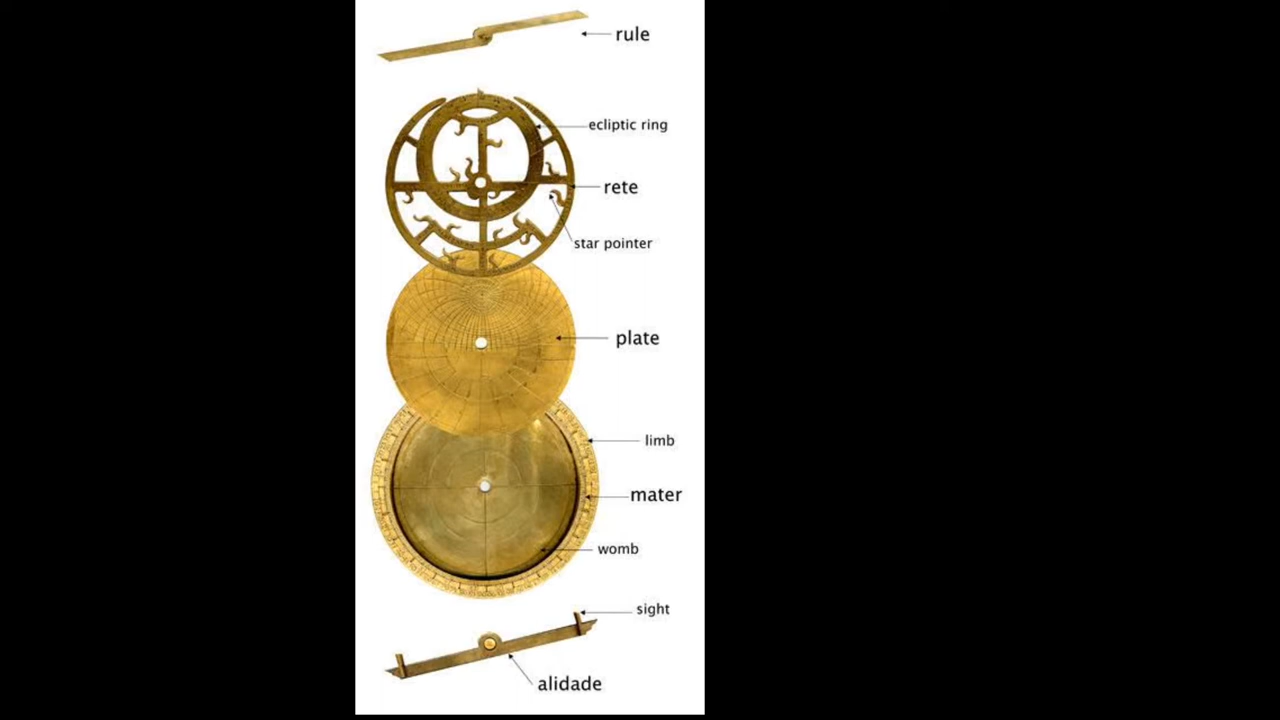 rule
ecliptic ring
rete
star pointer
plate
limb
mater
womb
sight
alidade